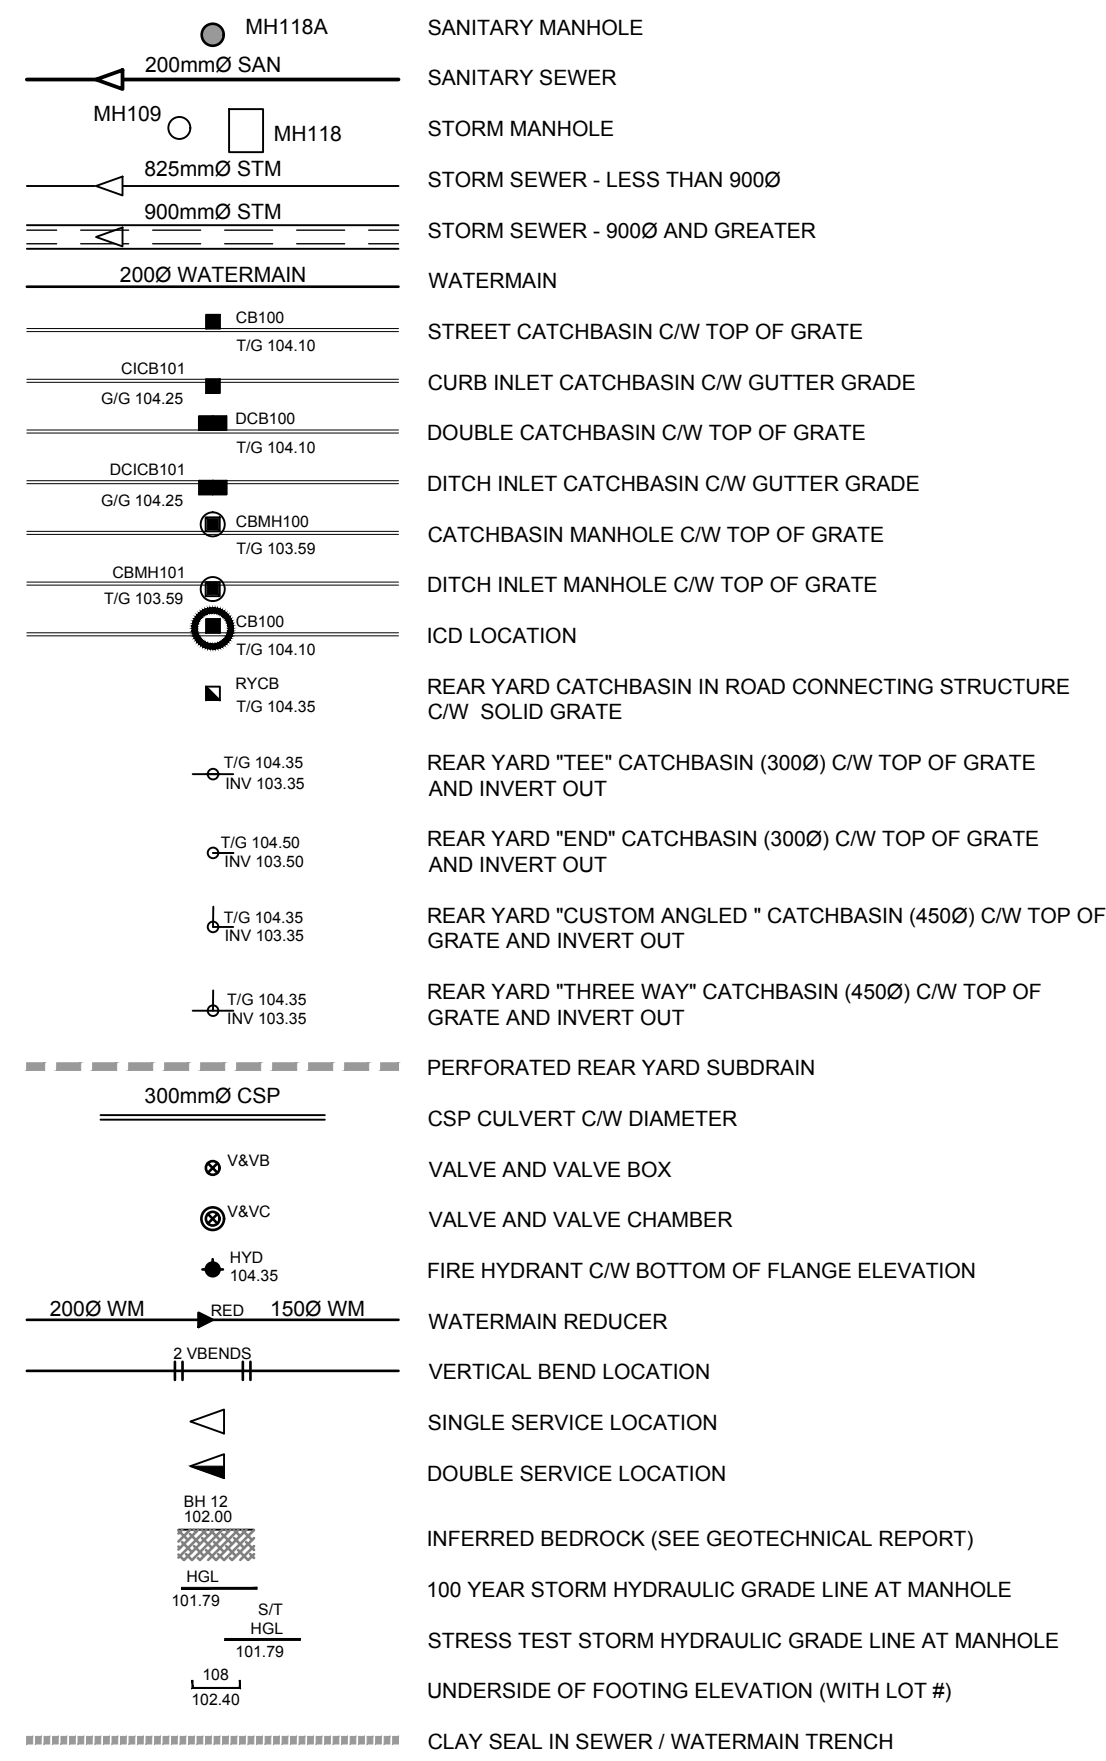 MH118A SANITARY MANHOLE
200mmØ SAN SANITARY SEWER
MH109 MH118 STORM MANHOLE
825mmØ STM STORM SEWER - LESS THAN 900Ø
900mmØ STM STORM SEWER - 900Ø AND GREATER
200Ø WATERMAIN WATERMAIN
CB100
T/G 104.10
STREET CATCHBASIN C/W TOP OF GRATE
CICB101
G/G 104.25
CURB INLET CATCHBASIN C/W GUTTER GRADE
DCB100
T/G 104.10
DOUBLE CATCHBASIN C/W TOP OF GRATE
DCICB101
G/G 104.25
DITCH INLET CATCHBASIN C/W GUTTER GRADE
CBMH100
T/G 103.59
CATCHBASIN MANHOLE C/W TOP OF GRATE
CBMH101
T/G 103.59
DITCH INLET MANHOLE C/W TOP OF GRATE
CB100
T/G 104.10
ICD LOCATION
RYCB
T/G 104.35
REAR YARD CATCHBASIN IN ROAD CONNECTING STRUCTURE
C/W SOLID GRATE
T/G 104.35
INV 103.35
REAR YARD "TEE" CATCHBASIN (300Ø) C/W TOP OF GRATE
AND INVERT OUT
T/G 104.50
INV 103.50
REAR YARD "END" CATCHBASIN (300Ø) C/W TOP OF GRATE
AND INVERT OUT
T/G 104.35
INV 103.35
REAR YARD "CUSTOM ANGLED " CATCHBASIN (450Ø) C/W TOP OF
GRATE AND INVERT OUT
T/G 104.35
INV 103.35
REAR YARD "THREE WAY" CATCHBASIN (450Ø) C/W TOP OF
GRATE AND INVERT OUT
PERFORATED REAR YARD SUBDRAIN
300mmØ CSP CSP CULVERT C/W DIAMETER
V&VB VALVE AND VALVE BOX
V&VC VALVE AND VALVE CHAMBER
HYD
104.35
FIRE HYDRANT C/W BOTTOM OF FLANGE ELEVATION
200Ø WM RED 150Ø WM WATERMAIN REDUCER
2 VBENDS VERTICAL BEND LOCATION
SINGLE SERVICE LOCATION
DOUBLE SERVICE LOCATION
BH 12
102.00
INFERRED BEDROCK (SEE GEOTECHNICAL REPORT)
HGL
101.79
100 YEAR STORM HYDRAULIC GRADE LINE AT MANHOLE
S/T
HGL
101.79
STRESS TEST STORM HYDRAULIC GRADE LINE AT MANHOLE
108
102.40
UNDERSIDE OF FOOTING ELEVATION (WITH LOT #)
CLAY SEAL IN SEWER / WATERMAIN TRENCH